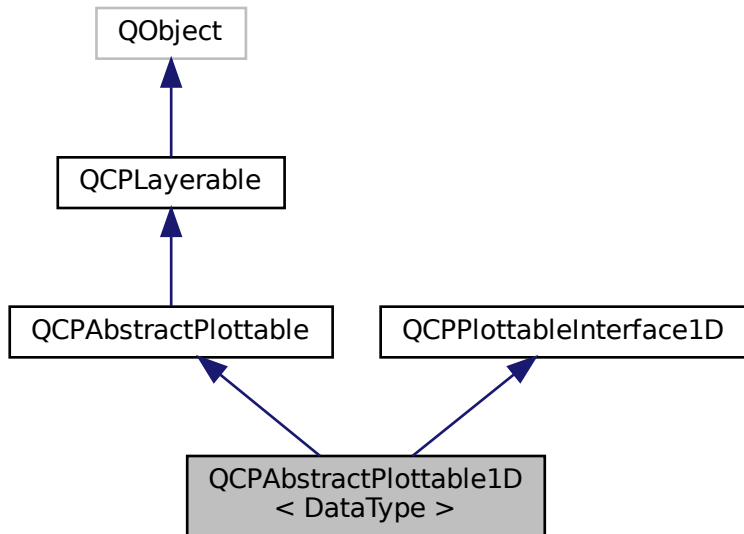 QObject
QCPLayerable
QCPAbstractPlottable
QCPPlottableInterface1D
QCPAbstractPlottable1D
< DataType >